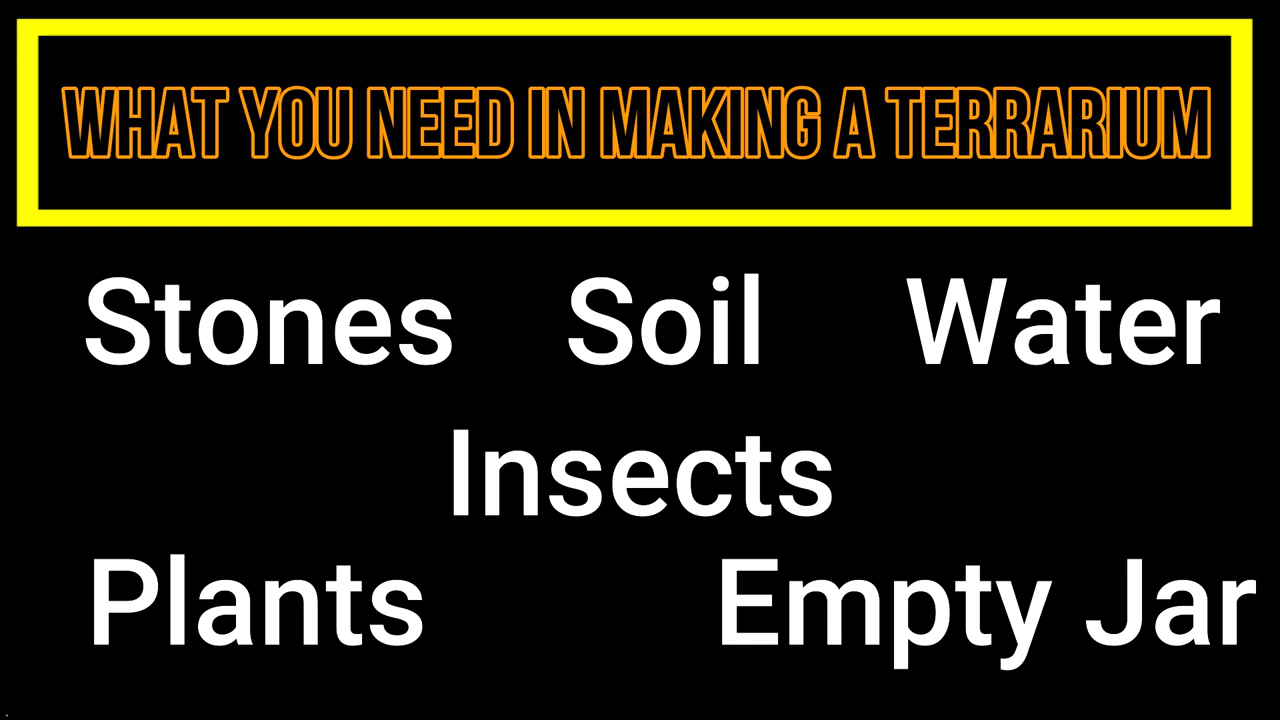 WHAT YOU NEED IN MAKING A TERRARIUM
Stones Soil Water
Insects
Plants Empty Jar